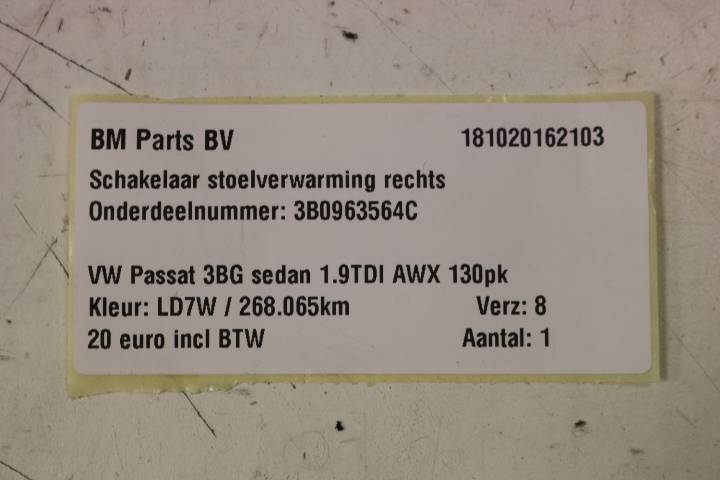 BM Parts BV 181020162103
Schakelaar stoelverwarming rechts
Onderdeelnummer: 3B0963564C
VW Passat 3BG sedan 1.9TDI AWX 130pk
Kleur: LD7W / 268.065km Verz: 8
20 euro incl BTW Aantal: 1